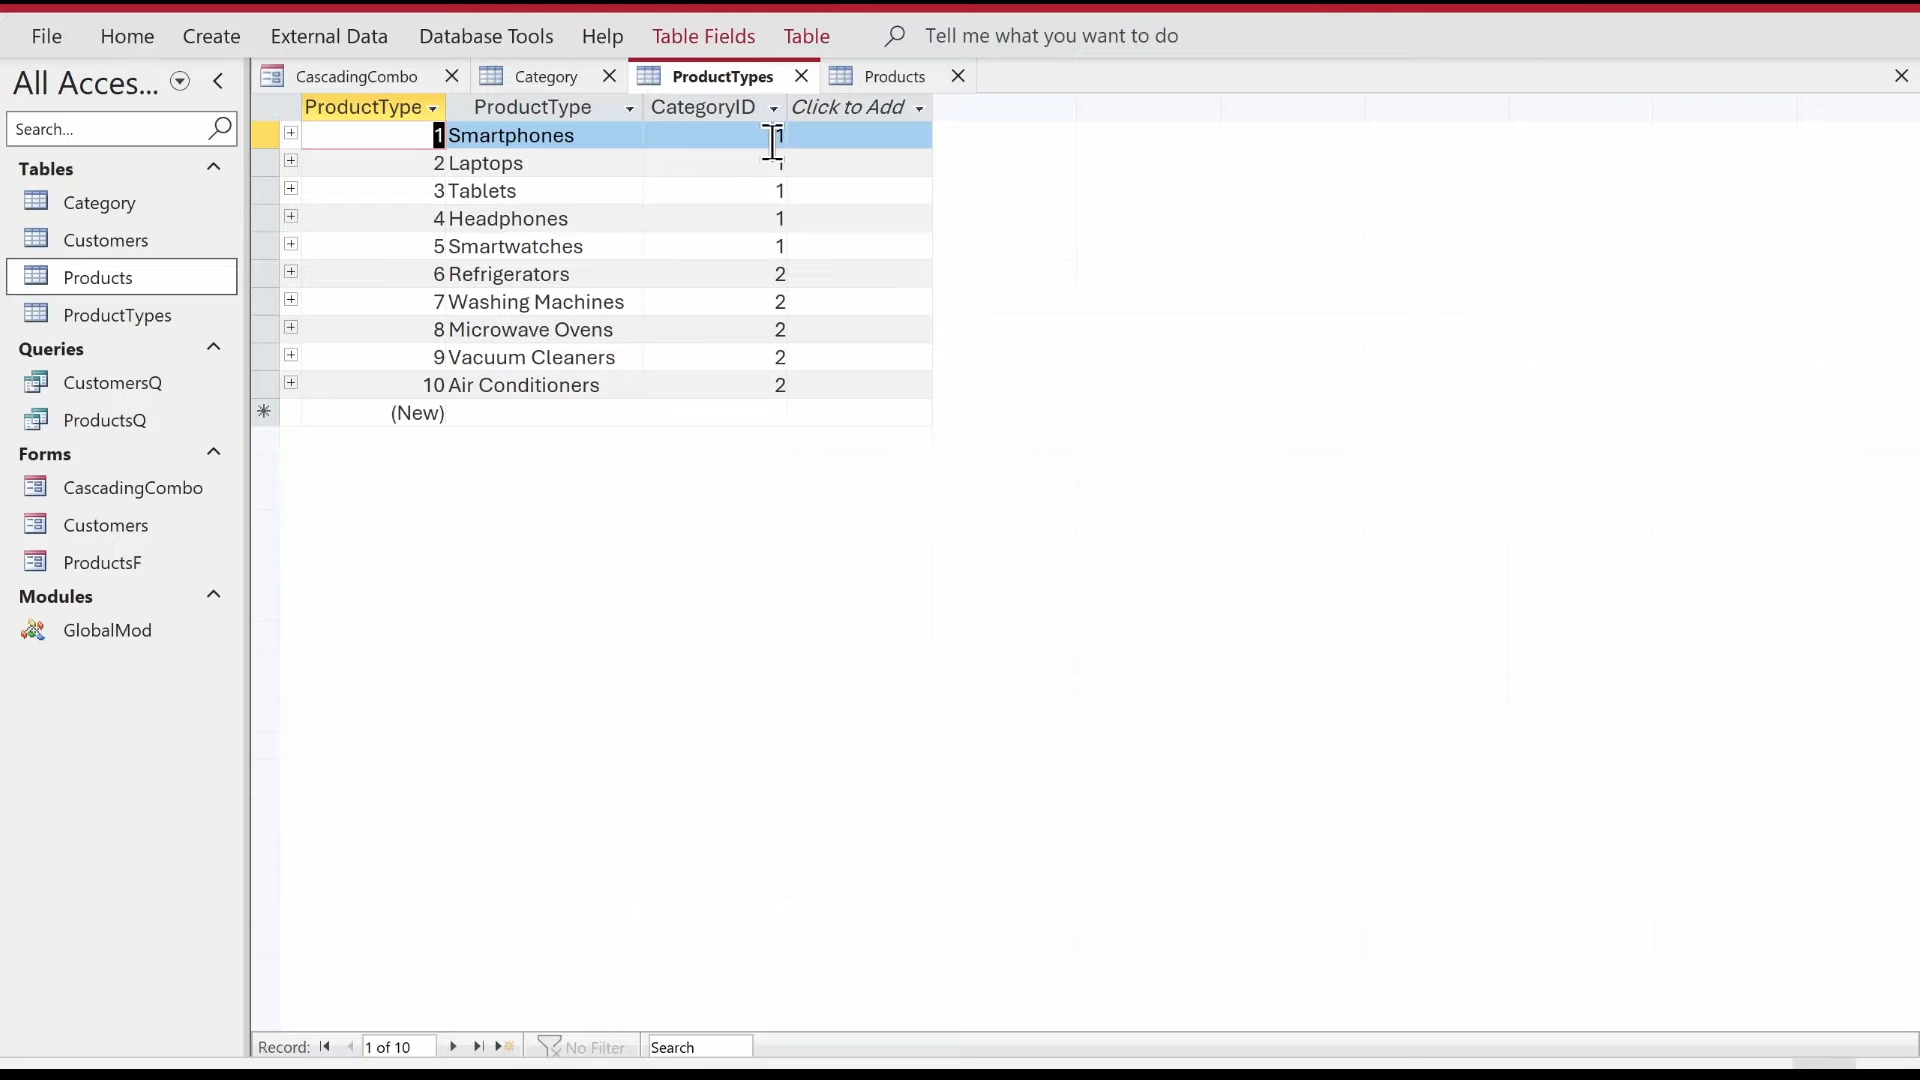 File Home Create External Data Database Tools Help Table Fields Table Tell me what you want to do
All Acces...
CascadingCombo Category ProductTypes Products
Search...
Tables
Category
Customers
Products
ProductTypes
Queries
CustomersQ
ProductsQ
Forms
CascadingCombo
Customers
ProductsF
Modules
GlobalMod
ProductType ProductType CategoryID Click to Add
1 Smartphones 1
2 Laptops 1
3 Tablets 1
4 Headphones 1
5 Smartwatches 1
6 Refrigerators 2
7 Washing Machines 2
8 Microwave Ovens 2
9 Vacuum Cleaners 2
10 Air Conditioners 2
(New)
Record: 1 of 10 No Filter Search